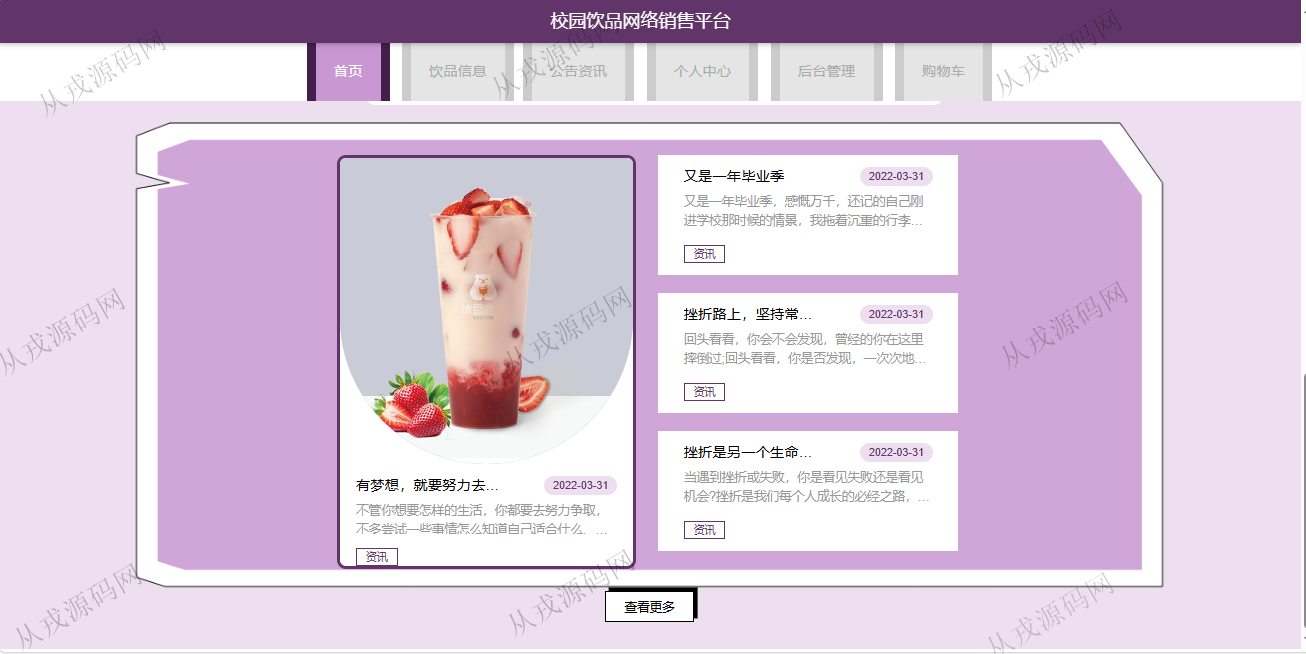 校园饮品网络销售平台
首页
饮品信息
公告资讯
个人中心
后台管理
购物车
有梦想，就要努力去...
2022-03-31
不管你想要怎样的生活，你都要去努力争取，
不多尝试一些事情怎么知道自己适合什么、...
资讯
又是一年毕业季
2022-03-31
又是一年毕业季，感慨万千，还记的自己刚
进学校那时候的情景，我拖着沉重的行李...
资讯
挫折路上，坚持常...
2022-03-31
回头看看，你会不会发现，曾经的你在这里
摔倒过;回头看看，你是否发现，一次次地...
资讯
挫折是另一个生命...
2022-03-31
当遇到挫折或失败，你是看见失败还是看见
机会?挫折是我们每个人成长的必经之路，...
资讯
查看更多
从戎源码网
从戎源码网
从戎源码网
从戎源码网
从戎源码网
从戎源码网
从戎源码网
从戎源码网
从戎源码网